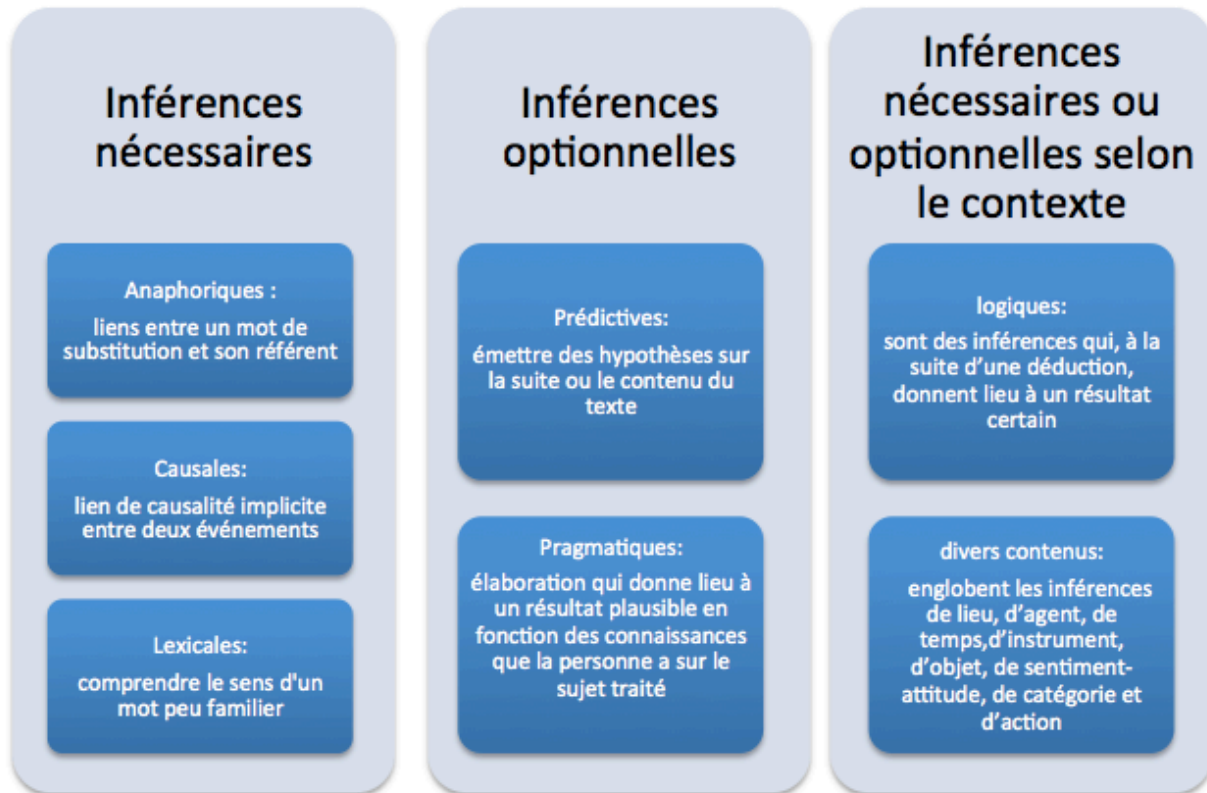 Inférences
nécessaires
Anaphoriques :
liens entre un mot de
substitution et son référent
Causales:
lien de causalité implicite
entre deux événements
Lexicales:
comprendre le sens d'un
mot peu familier
Inférences
optionnelles
Prédictives:
émettre des hypothèses sur
la suite ou le contenu du
texte
Pragmatiques:
élaboration qui donne lieu à
un résultat plausible en
fonction des connaissances
que la personne a sur le
sujet traité
Inférences
nécessaires ou
optionnelles selon
le contexte
logiques:
sont des inférences qui, à la
suite d’une déduction,
donnent lieu à un résultat
certain
divers contenus:
englobent les inférences
de lieu, d’agent, de
temps,d’instrument,
d’objet, de sentiment-
attitude, de catégorie et
d’action